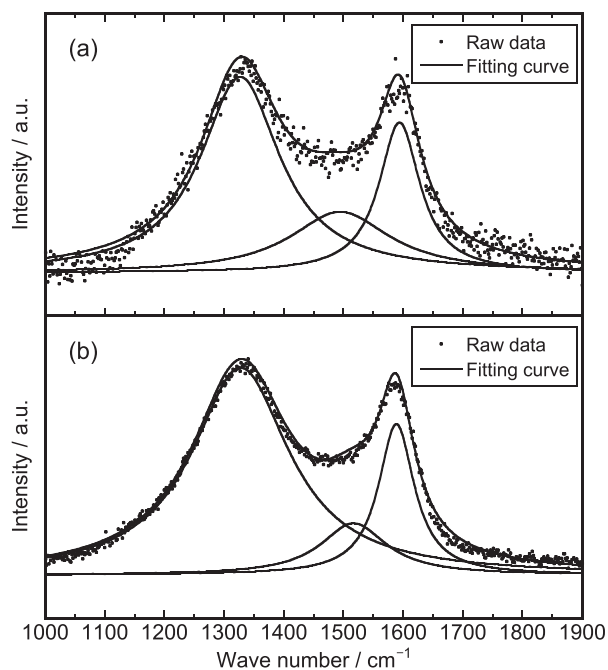 (a)
Raw data
Fitting curve
Intensity / a.u.
(b)
Raw data
Fitting curve
Intensity / a.u.
1000 1100 1200 1300 1400 1500 1600 1700 1800 1900
Wave number / cm⁻¹